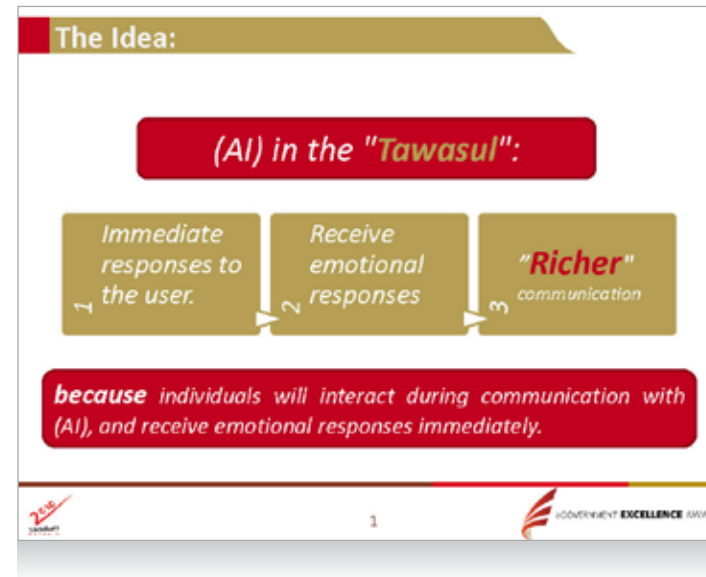 The Idea:
(AI) in the "Tawasul":
Immediate
responses to
the user.
1
Receive
emotional
responses
2
"Richer"
communication
3
because individuals will interact during communication with
(AI), and receive emotional responses immediately.
1
eGOVERNMENT EXCELLENCE